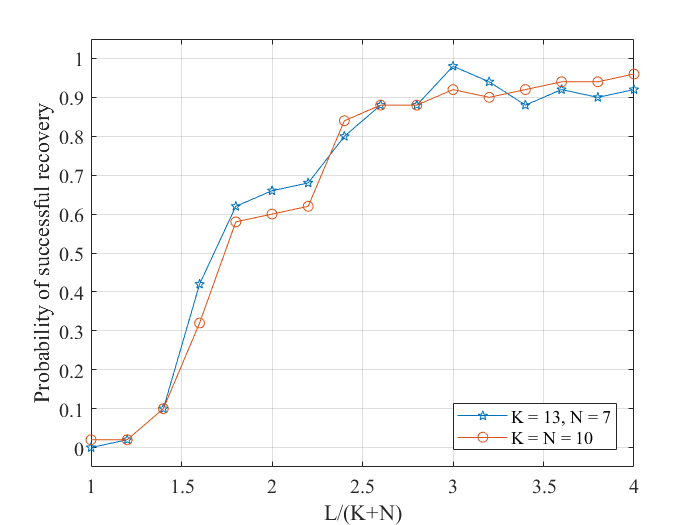 Probability of successful recovery
1
0.9
0.8
0.7
0.6
0.5
0.4
0.3
0.2
0.1
0
K = 13, N = 7
K = N = 10
1 1.5 2 2.5 3 3.5 4
L/(K+N)